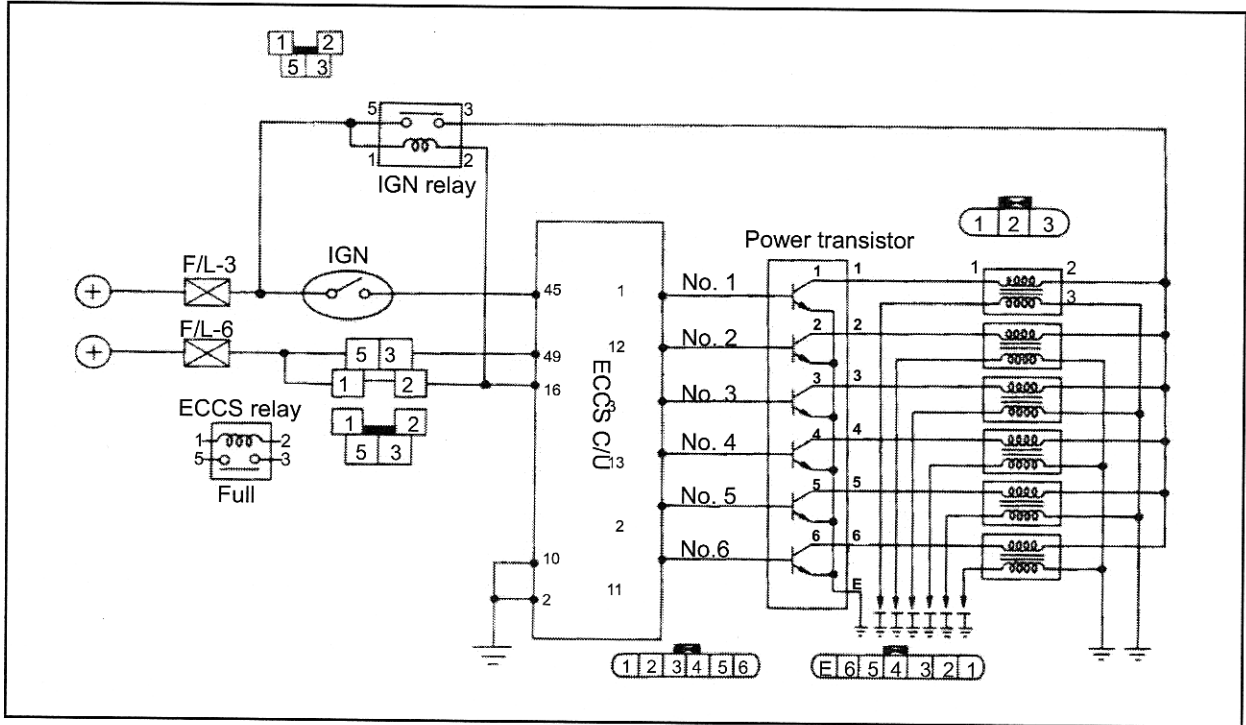 1 2
5 3
5 3
1 2
IGN relay
1 2 3
Power transistor
F/L-3 IGN
45 1 No. 1 1 1 1 2
3
F/L-6
12 No. 2 2 2
5 3 49
1 2 16
3 No. 3 3 3
ECCS relay
1 2
5 3
Full
1 2
5 3
ECCS C/U
13 No. 4 4 4
No. 5 5 5
2
No.6 6 6
10
2 11
E
1 2 3 4 5 6
E 6 5 4 3 2 1